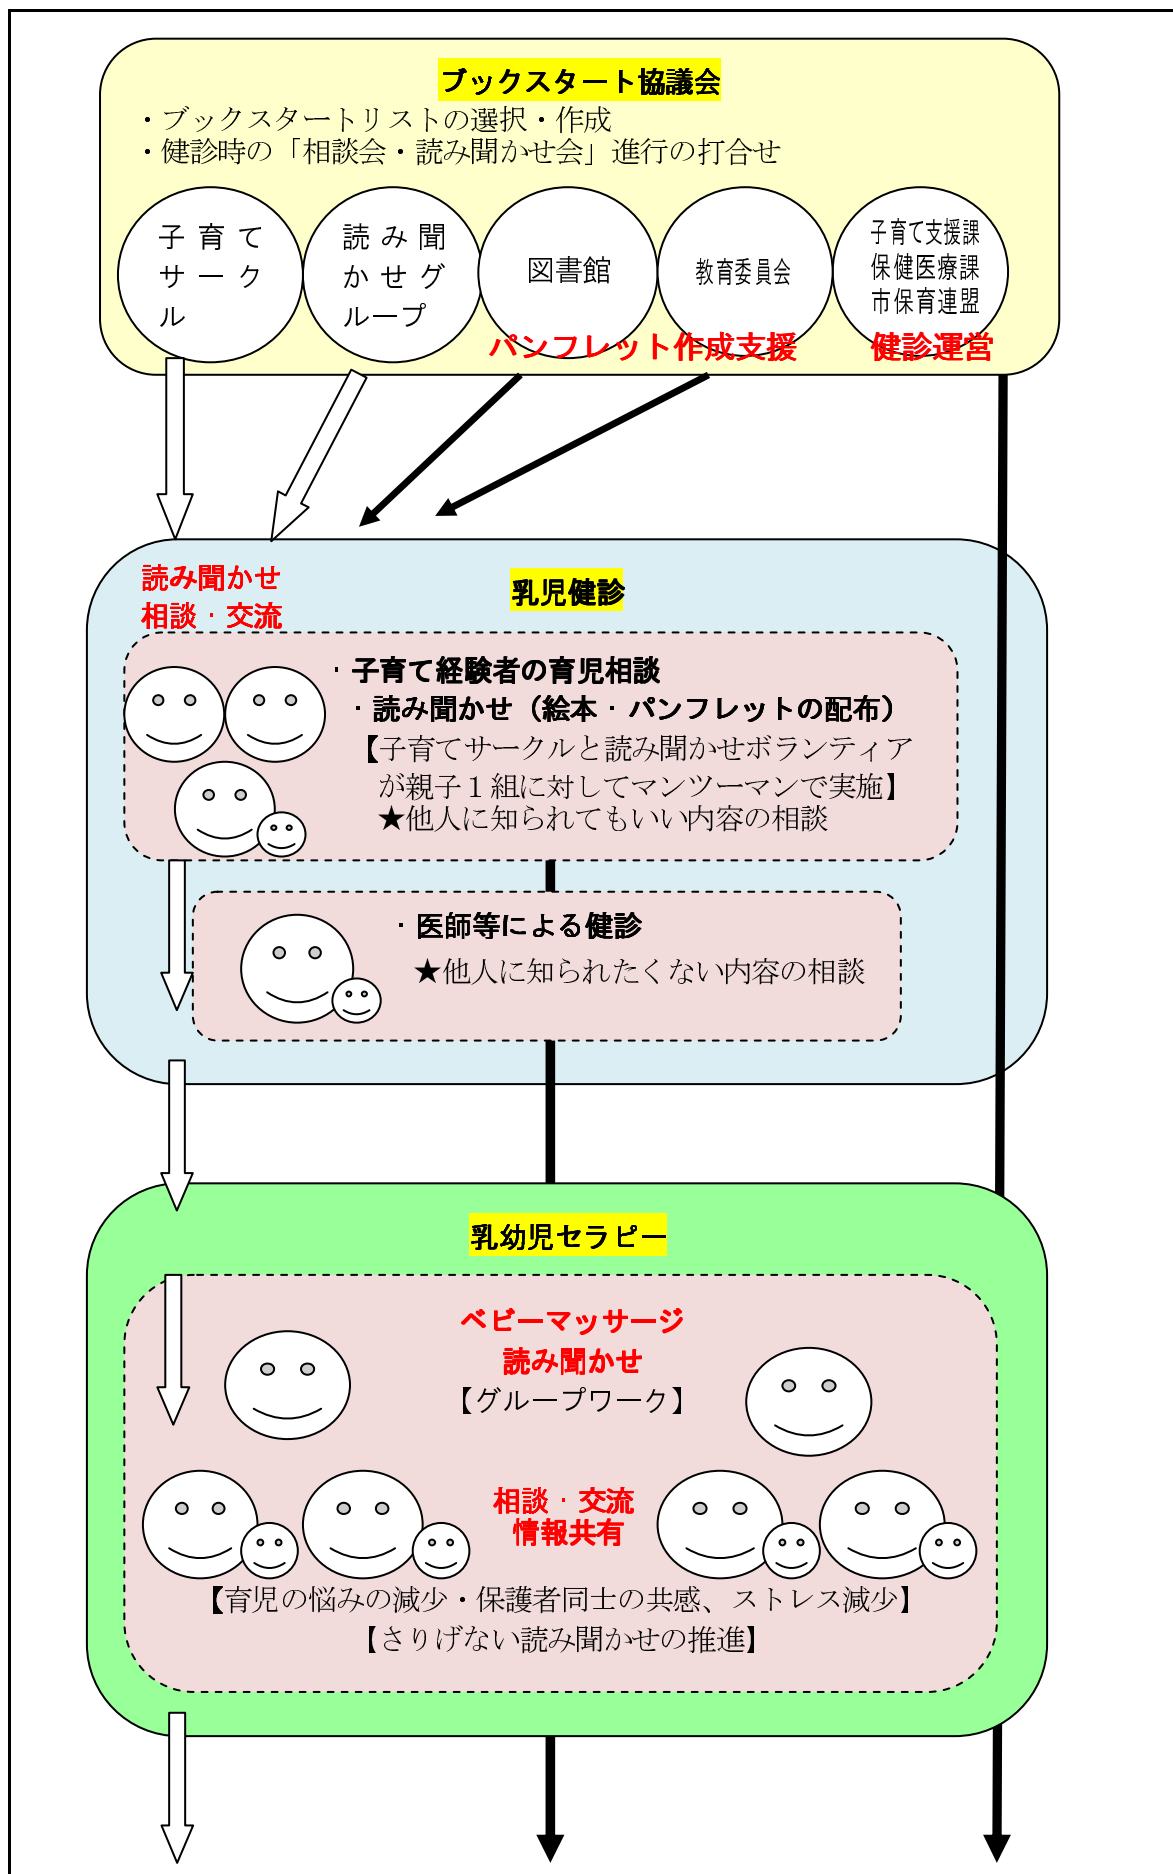 ブックスタート協議会
・ブックスタートリストの選択・作成
・健診時の「相談会・読み聞かせ会」進行の打合せ
子育て
サーク
ル
読み聞
かせグ
ループ
図書館
教育委員会
子育て支援課
保健医療課
市保育連盟
パンフレット作成支援
健診運営
読み聞かせ
相談・交流
乳児健診
・子育て経験者の育児相談
・読み聞かせ（絵本・パンフレットの配布）
【子育てサークルと読み聞かせボランティア
が親子１組に対してマンツーマンで実施】
★他人に知られてもいい内容の相談
・医師等による健診
★他人に知られたくない内容の相談
乳幼児セラピー
ベビーマッサージ
読み聞かせ
【グループワーク】
相談・交流
情報共有
【育児の悩みの減少・保護者同士の共感、ストレス減少】
【さりげない読み聞かせの推進】